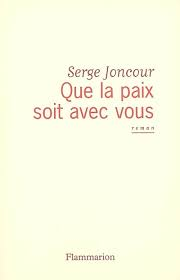 Serge Joncour
Que la paix
soit avec vous
roman
Flammarion